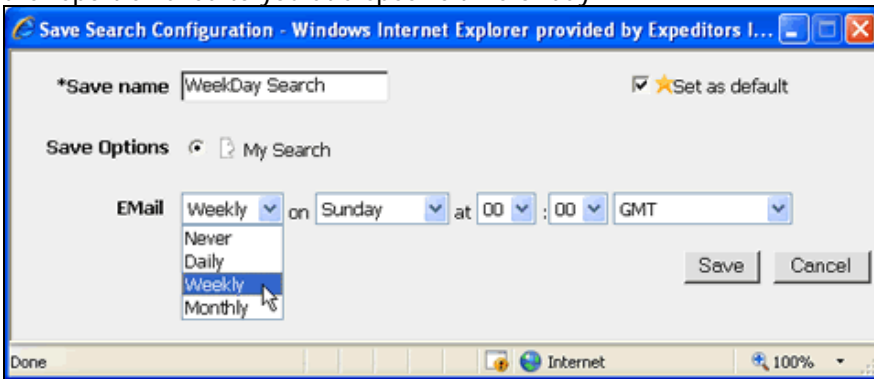 Save Search Configuration - Windows Internet Explorer provided by Expeditors I...
*Save name WeekDay Search Set as default
Save Options My Search
EMail Weekly on Sunday at 00 : 00 GMT
Never
Daily
Weekly
Monthly
Save Cancel
Done Internet 100%